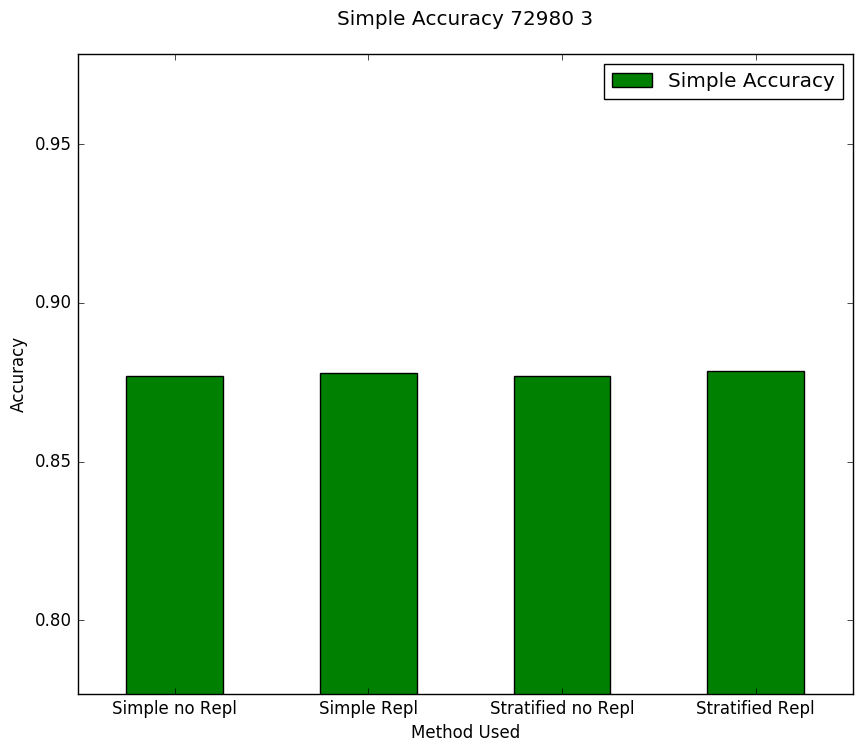 Simple Accuracy 72980 3
Simple Accuracy
0.95
0.90
0.85
0.80
Accuracy
Simple no Repl
Simple Repl
Stratified no Repl
Stratified Repl
Method Used